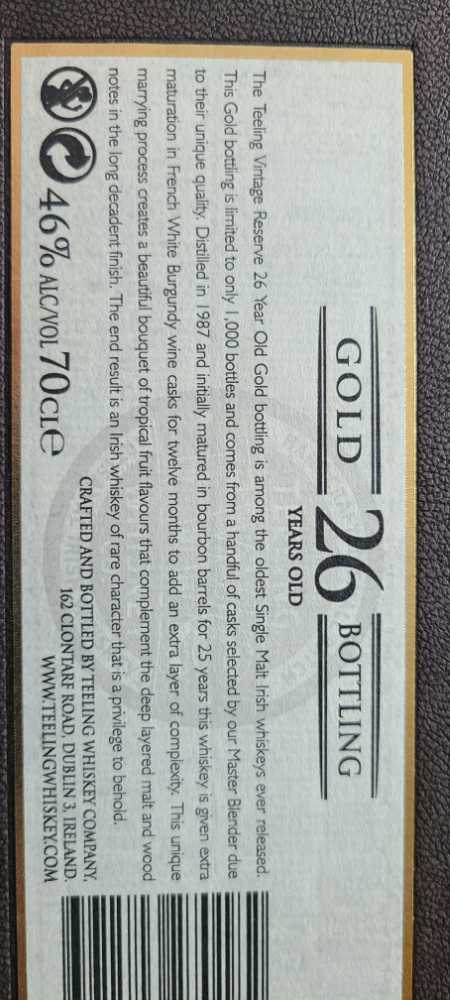 GOLD 26 BOTTLING
YEARS OLD
The Teeling Vintage Reserve 26 Year Old Gold bottling is among the oldest Single Malt Irish whiskeys ever released.
This Gold bottling is limited to only 1,000 bottles and comes from a handful of casks selected by our Master Blender due
to their unique quality. Distilled in 1987 and initially matured in bourbon barrels for 25 years this whiskey is given extra
maturation in French White Burgundy wine casks for twelve months to add an extra layer of complexity. This unique
marrying process creates a beautiful bouquet of tropical fruit flavours that complement the deep layered malt and wood
notes in the long decadent finish. The end result is an Irish whiskey of rare character that is a privilege to behold.
46% ALC/VOL 70cl e
CRAFTED AND BOTTLED BY TEELING WHISKEY COMPANY,
162 CLONTARF ROAD, DUBLIN 3, IRELAND.
WWW.TEELINGWHISKEY.COM